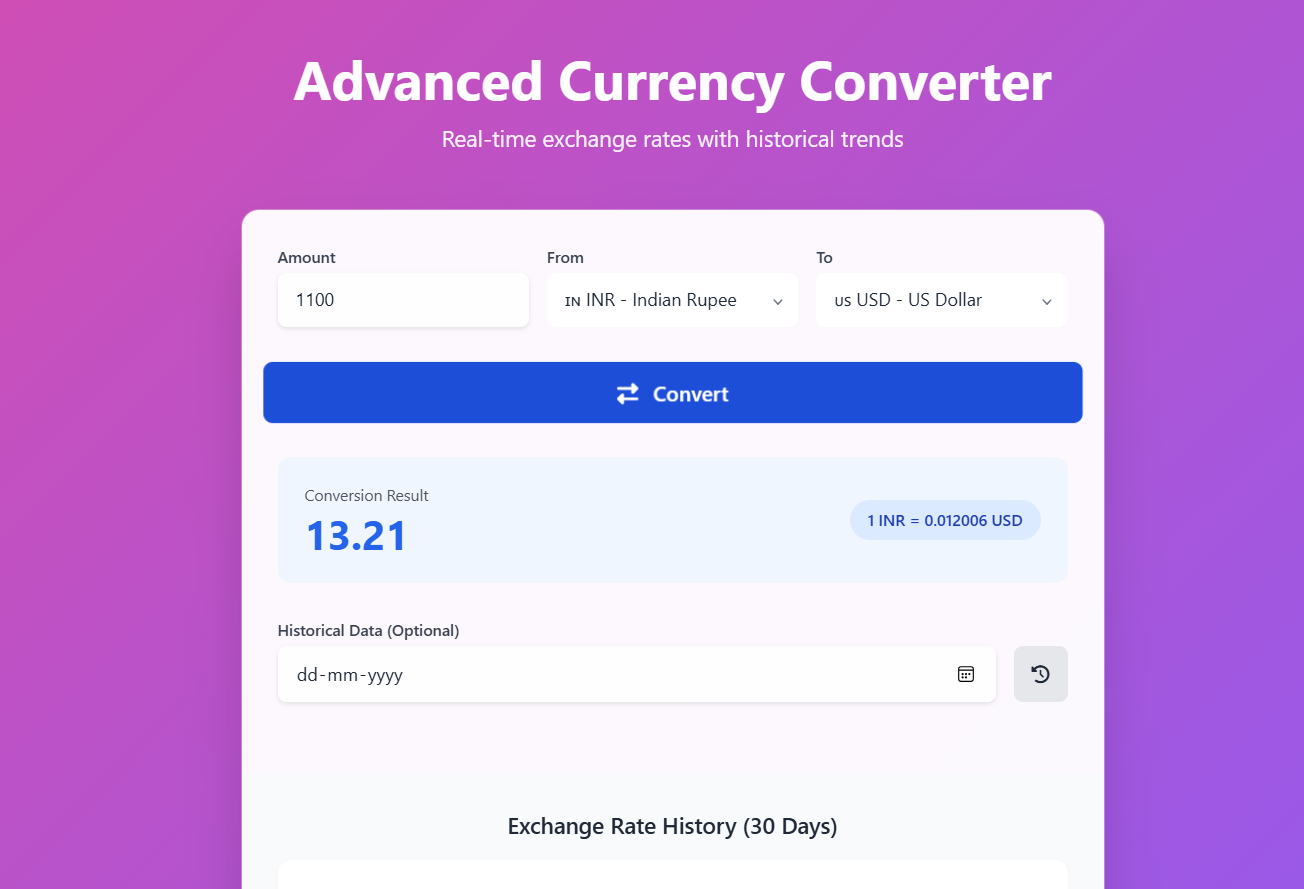 Advanced Currency Converter
Real-time exchange rates with historical trends
Amount From To
1100 IN INR - Indian Rupee us USD - US Dollar
Convert
Conversion Result
13.21
1 INR = 0.012006 USD
Historical Data (Optional)
dd-mm-yyyy
Exchange Rate History (30 Days)